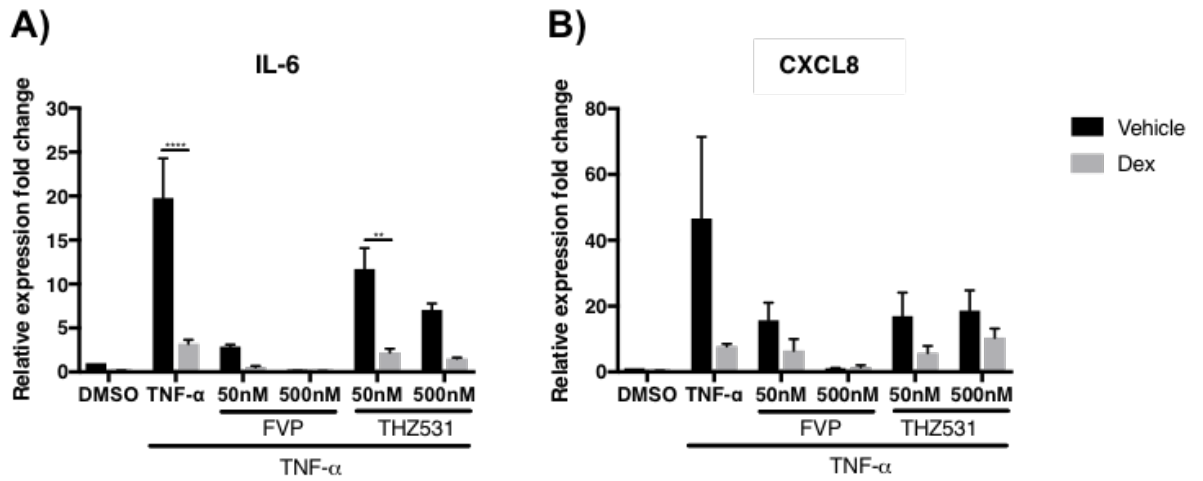 A)
IL-6
Relative expression fold change
30
25
20
15
10
5
0
****
**
DMSO TNF-α 50nM 500nM 50nM 500nM
FVP THZ531
TNF-α
B)
CXCL8
Relative expression fold change
80
60
40
20
0
DMSO TNF-α 50nM 500nM 50nM 500nM
FVP THZ531
TNF-α
Vehicle
Dex